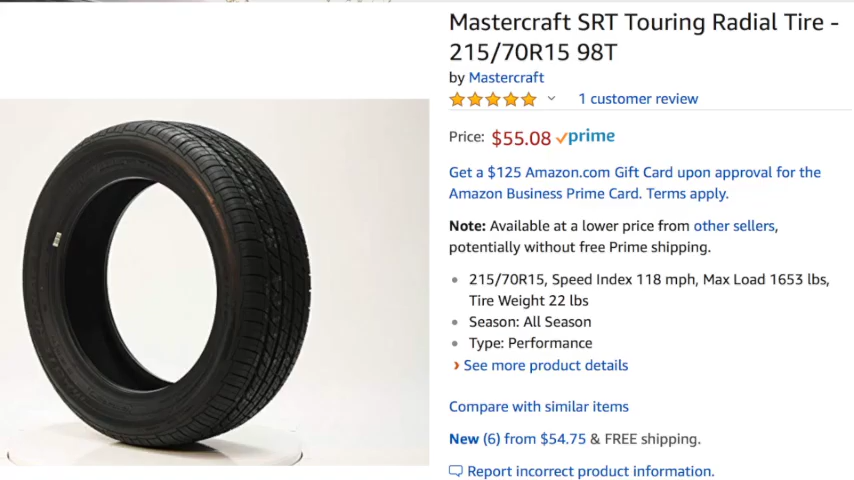 Mastercraft SRT Touring Radial Tire -
215/70R15 98T
by Mastercraft
1 customer review
Price: $55.08 prime
Get a $125 Amazon.com Gift Card upon approval for the
Amazon Business Prime Card. Terms apply.
Note: Available at a lower price from other sellers,
potentially without free Prime shipping.
215/70R15, Speed Index 118 mph, Max Load 1653 lbs,
Tire Weight 22 lbs
Season: All Season
Type: Performance
See more product details
Compare with similar items
New (6) from $54.75 & FREE shipping.
Report incorrect product information.